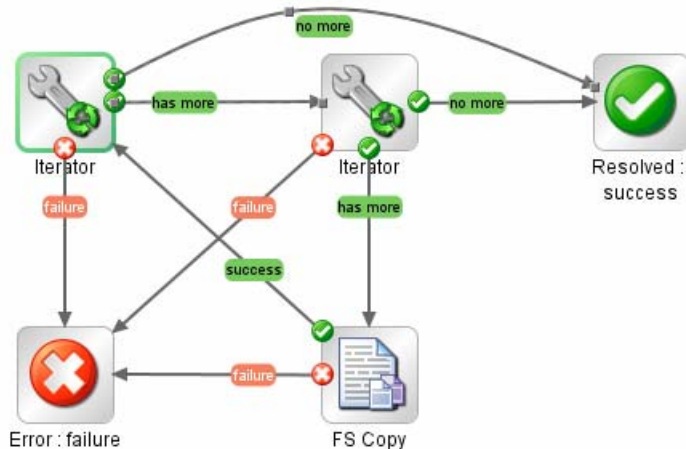 no more
has more
no more
Iterator
Iterator
Resolved :
success
failure
failure
has more
success
failure
Error : failure
FS Copy